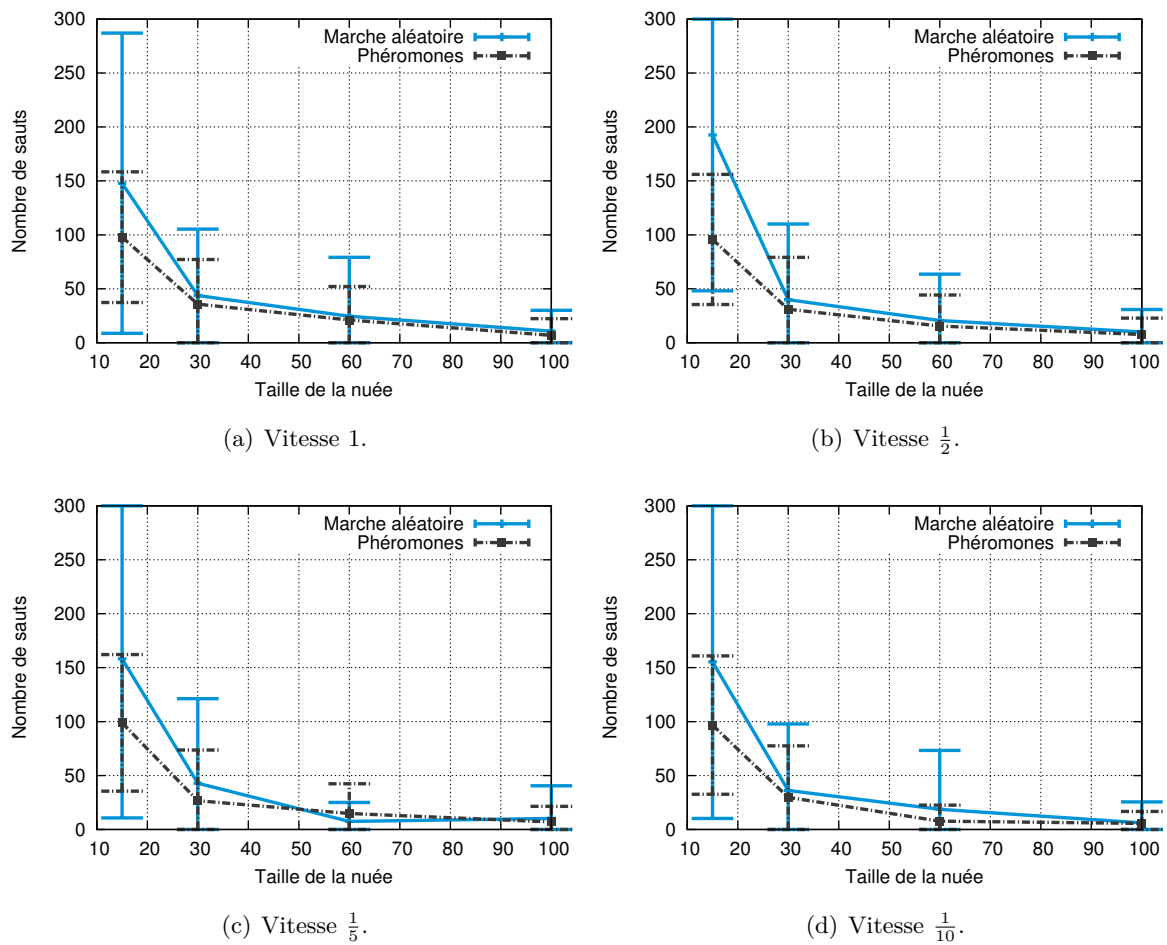 Nombre de sauts
300
250
200
150
100
50
0
Marche aléatoire
Phéromones
10 20 30 40 50 60 70 80 90 100
Taille de la nuée
(a) Vitesse 1.
Nombre de sauts
300
250
200
150
100
50
0
Marche aléatoire
Phéromones
10 20 30 40 50 60 70 80 90 100
Taille de la nuée
(b) Vitesse 1/2.
Nombre de sauts
300
250
200
150
100
50
0
Marche aléatoire
Phéromones
10 20 30 40 50 60 70 80 90 100
Taille de la nuée
(c) Vitesse 1/5.
Nombre de sauts
300
250
200
150
100
50
0
Marche aléatoire
Phéromones
10 20 30 40 50 60 70 80 90 100
Taille de la nuée
(d) Vitesse 1/10.